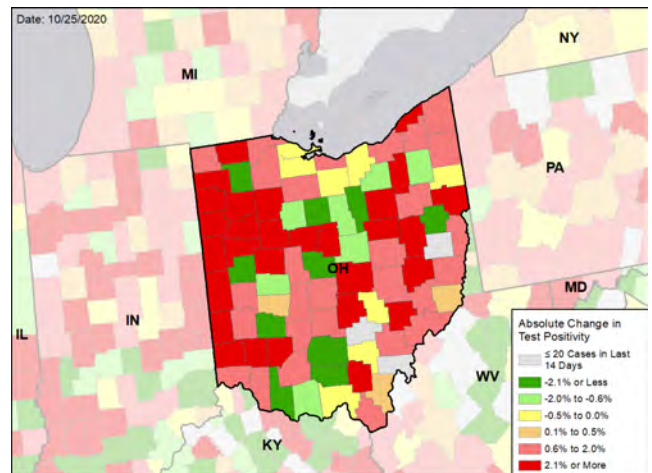 Date: 10/25/2020
NY
MI
PA
OH
IL
IN
MD
WV
KY
Absolute Change in
Test Positivity
≤ 20 Cases in Last
14 Days
-2.1% or Less
-2.0% to -0.6%
-0.5% to 0.0%
0.1% to 0.5%
0.6% to 2.0%
2.1% or More